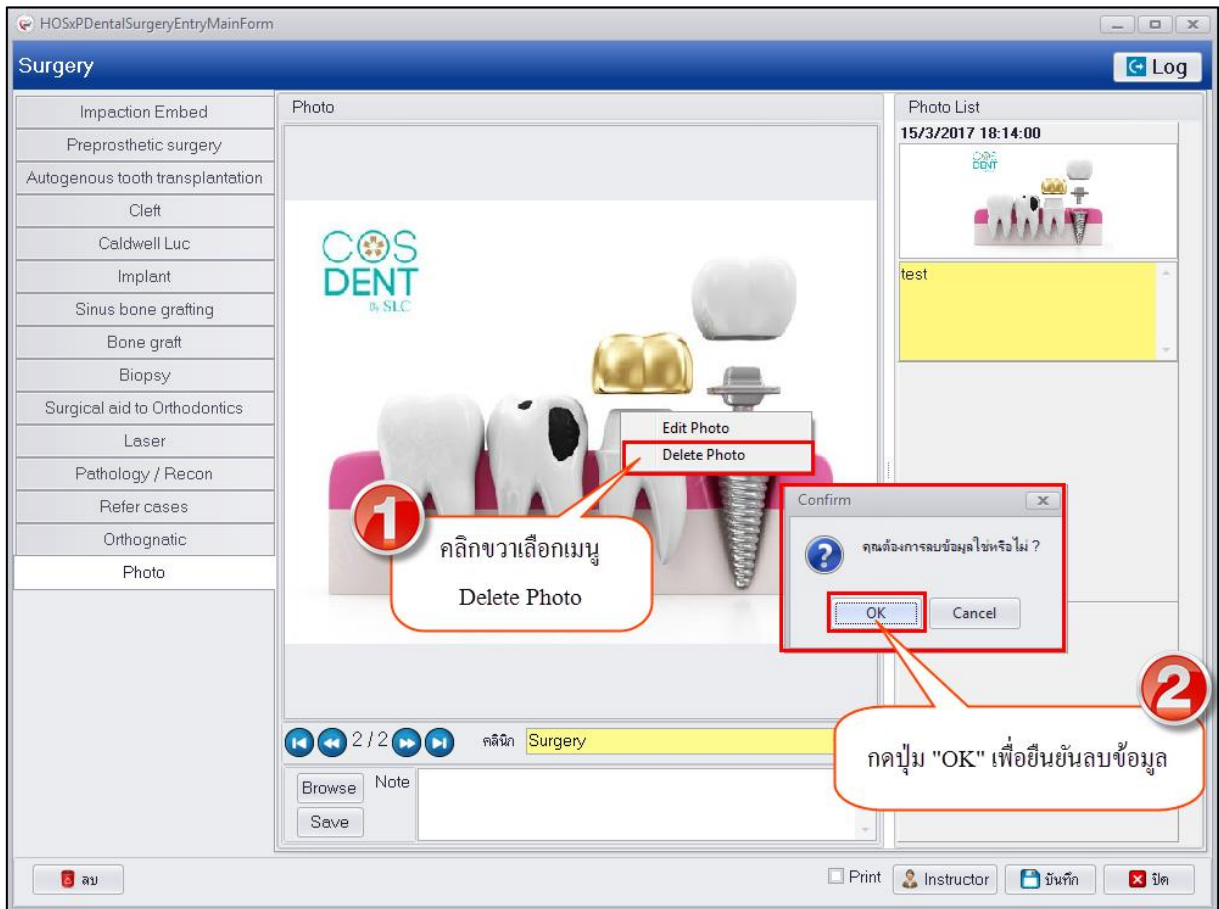 HOSxPDentalSurgeryEntryMainForm
Surgery
Log
Impaction Embed
Preprosthetic surgery
Autogenous tooth transplantation
Cleft
Caldwell Luc
Implant
Sinus bone grafting
Bone graft
Biopsy
Surgical aid to Orthodontics
Laser
Pathology / Recon
Refer cases
Orthognatic
Photo
Photo
COS
DENT
By SLC
Edit Photo
Delete Photo
1
คลิกขวาเลือกเมนู
Delete Photo
Photo List
15/3/2017 18:14:00
COS
DENT
test
Confirm
คุณต้องการลบข้อมูลใช่หรือไม่ ?
OK
Cancel
2
กดปุ่ม "OK" เพื่อยืนยันลบข้อมูล
2 / 2
คลินิก
Surgery
Browse
Note
Save
ลบ
Print
Instructor
บันทึก
ปิด